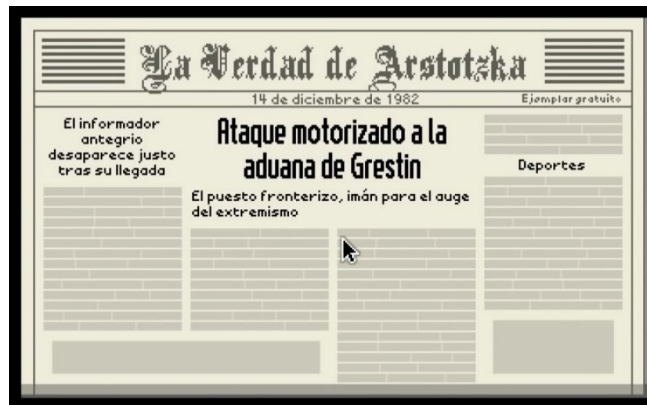 La Verdad de Arstotzka
14 de diciembre de 1982
Ejemplar gratuito
El informador
antegrio
desaparece justo
tras su llegada
Ataque motorizado a la
aduana de Grestin
El puesto fronterizo, imán para el auge
del extremismo
Deportes